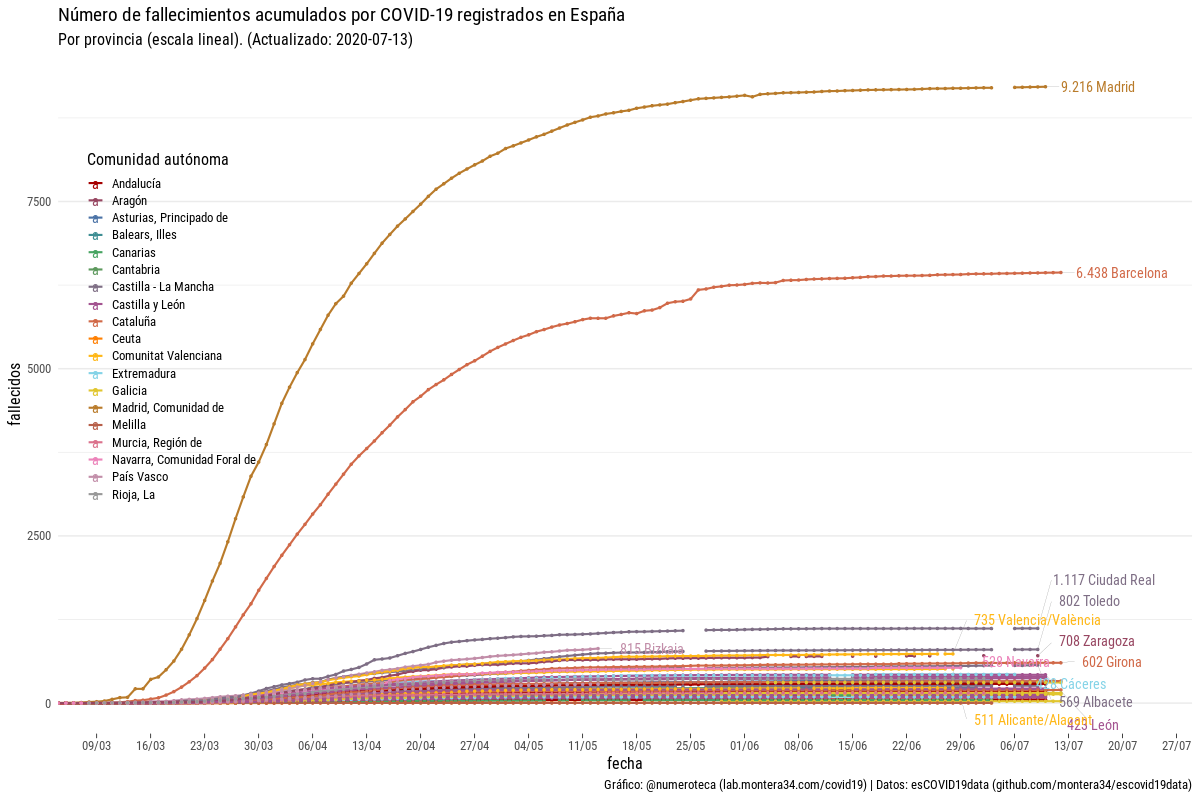 Número de fallecimientos acumulados por COVID-19 registrados en España
Por provincia (escala lineal). (Actualizado: 2020-07-13)
9.216 Madrid
Comunidad autónoma
Andalucía
Aragón
Asturias, Principado de
Balears, Illes
Canarias
Cantabria
Castilla - La Mancha
Castilla y León
Cataluña
Ceuta
Comunitat Valenciana
Extremadura
Galicia
Madrid, Comunidad de
Melilla
Murcia, Región de
Navarra, Comunidad Foral de
País Vasco
Rioja, La
7500
5000
2500
0
fallecidos
6.438 Barcelona
1.117 Ciudad Real
802 Toledo
735 Valencia/València
708 Zaragoza
815 Bizkaia
Navarra
602 Girona
Cáceres
569 Albacete
511 Alicante/Alacant
423 León
09/03 16/03 23/03 30/03 06/04 13/04 20/04 27/04 04/05 11/05 18/05 25/05 01/06 08/06 15/06 22/06 29/06 06/07 13/07 20/07 27/07
fecha
Gráfico: @numeroteca (lab.montera34.com/covid19) | Datos: esCOVID19data (github.com/montera34/escovid19data)